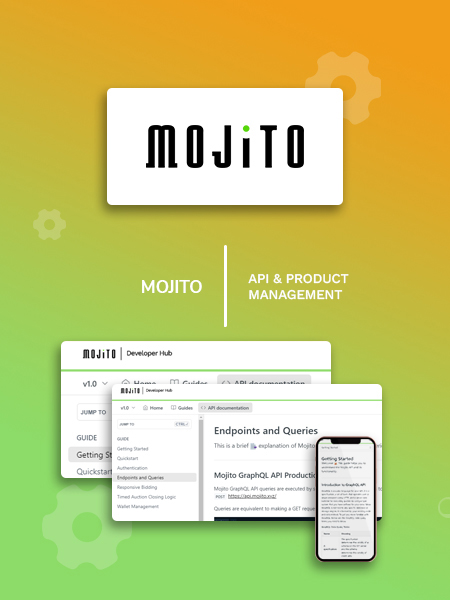 MOJiTO
MOJITO
API & PRODUCT
MANAGEMENT
MOJiTO Developer Hub
v1.0 Home Guides API documentation
JUMP TO
GUIDE
Getting St
Quickstart
MOJiTO Developer Hub
v1.0 Home Guides API documentation
JUMP TO CTRL-/
GUIDE
Getting Started
Quickstart
Authentication
Endpoints and Queries
Responsive Bidding
Timed Auction Closing Logic
Wallet Management
Endpoints and Queries
This is a brief explanation of Mojito
Mojito GraphQL API Production
Mojito GraphQL API queries are executed by s
POST https://api.mojito.xyz/
Queries are equivalent to making a GET reque
Getting Started
Introduction to GraphQL